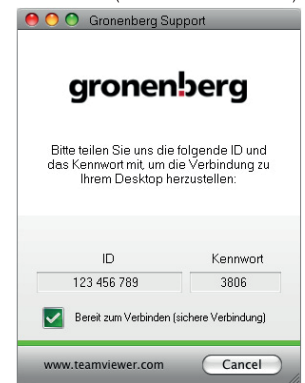 Gronenberg Support
gronenberg
Bitte teilen Sie uns die folgende ID und
das Kennwort mit, um die Verbindung zu
Ihrem Desktop herzustellen:
ID Kennwort
123 456 789 3806
Bereit zum Verbinden (sichere Verbindung)
www.teamviewer.com Cancel